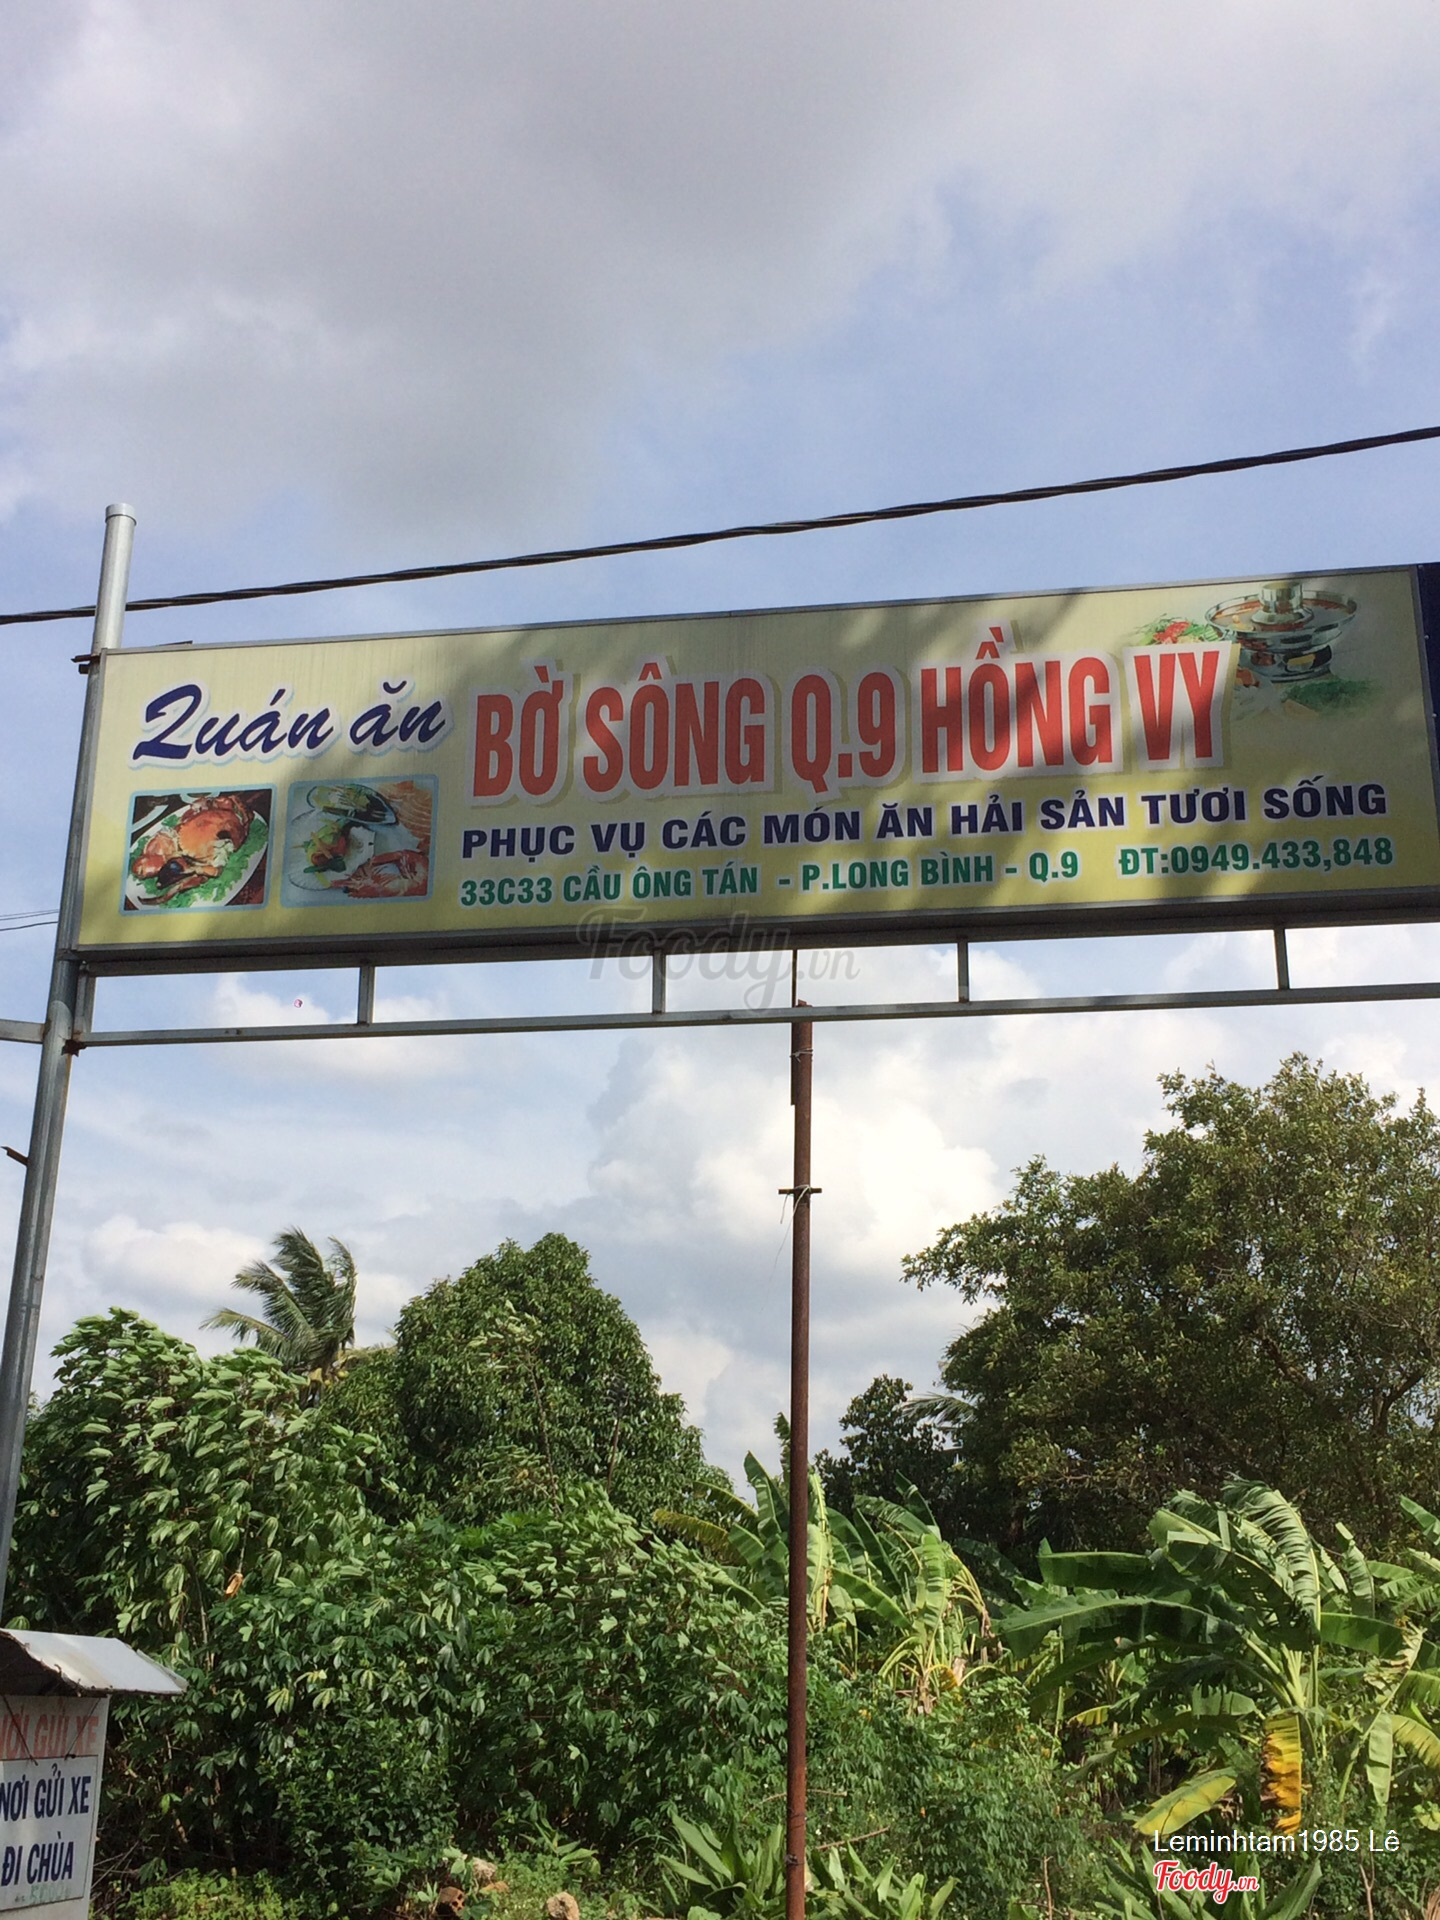 Quán ăn BỜ SÔNG Q.9 HỒNG VY
PHỤC VỤ CÁC MÓN ĂN HẢI SẢN TƯƠI SỐNG
33C33 CẦU ÔNG TÁN - P.LONG BÌNH - Q.9 ĐT:0949.433,848
Foody.vn
NƠI GỬI XE
NƠI GỬI XE
ĐI CHÙA
Leminhtam1985 Lê
Foody.vn